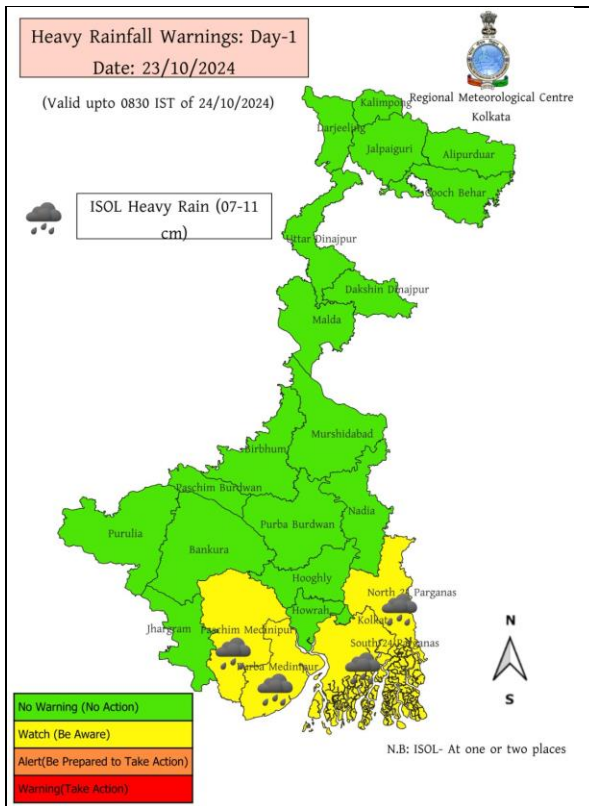 Heavy Rainfall Warnings: Day-1
Date: 23/10/2024
(Valid upto 0830 IST of 24/10/2024)
Regional Meteorological Centre
Kolkata
ISOL Heavy Rain (07-11
cm)
Kalimpong
Darjeeling
Jalpaiguri
Alipurduar
Cooch Behar
Uttar Dinajpur
Dakshin Dinajpur
Malda
Murshidabad
Birbhum
Paschim Burdwan
Nadia
Purba Burdwan
Purulia
Bankura
Hooghly
North 24 Parganas
Howrah
Kolkata
Jhargram
Paschim Medinipur
South 24 Parganas
Purba Medinipur
N
S
No Warning (No Action)
Watch (Be Aware)
Alert(Be Prepared to Take Action)
Warning(Take Action)
N.B: ISOL- At one or two places